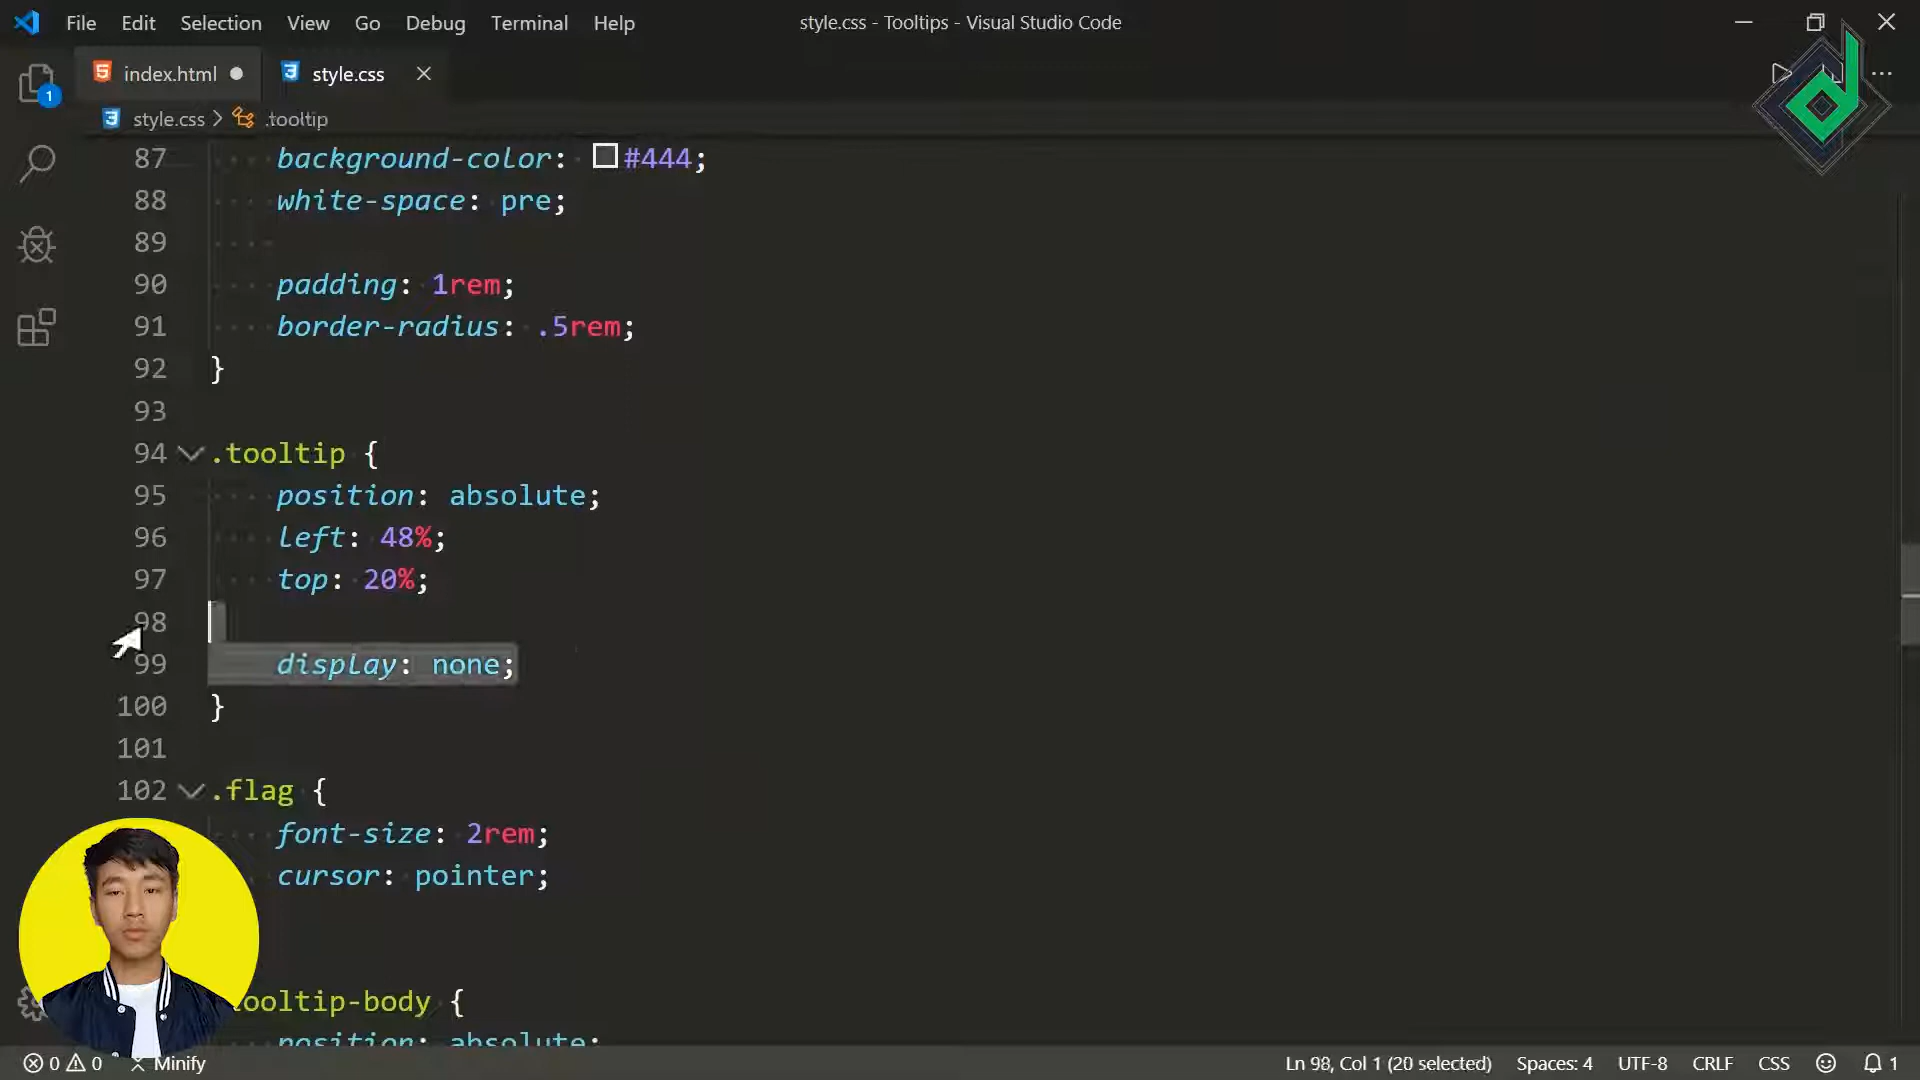 File Edit Selection View Go Debug Terminal Help
style.css - Tooltips - Visual Studio Code
index.html
style.css
1
style.css > .tooltip
87 background-color: #444;
88 white-space: pre;
89
90 padding: 1rem;
91 border-radius: .5rem;
92 }
93
94 .tooltip {
95 position: absolute;
96 left: 48%;
97 top: 20%;
98
99 display: none;
100 }
101
102 .flag {
font-size: 2rem;
cursor: pointer;
ooltip-body {
position: absolute;
0 0 Minify Ln 98, Col 1 (20 selected) Spaces: 4 UTF-8 CRLF CSS 1